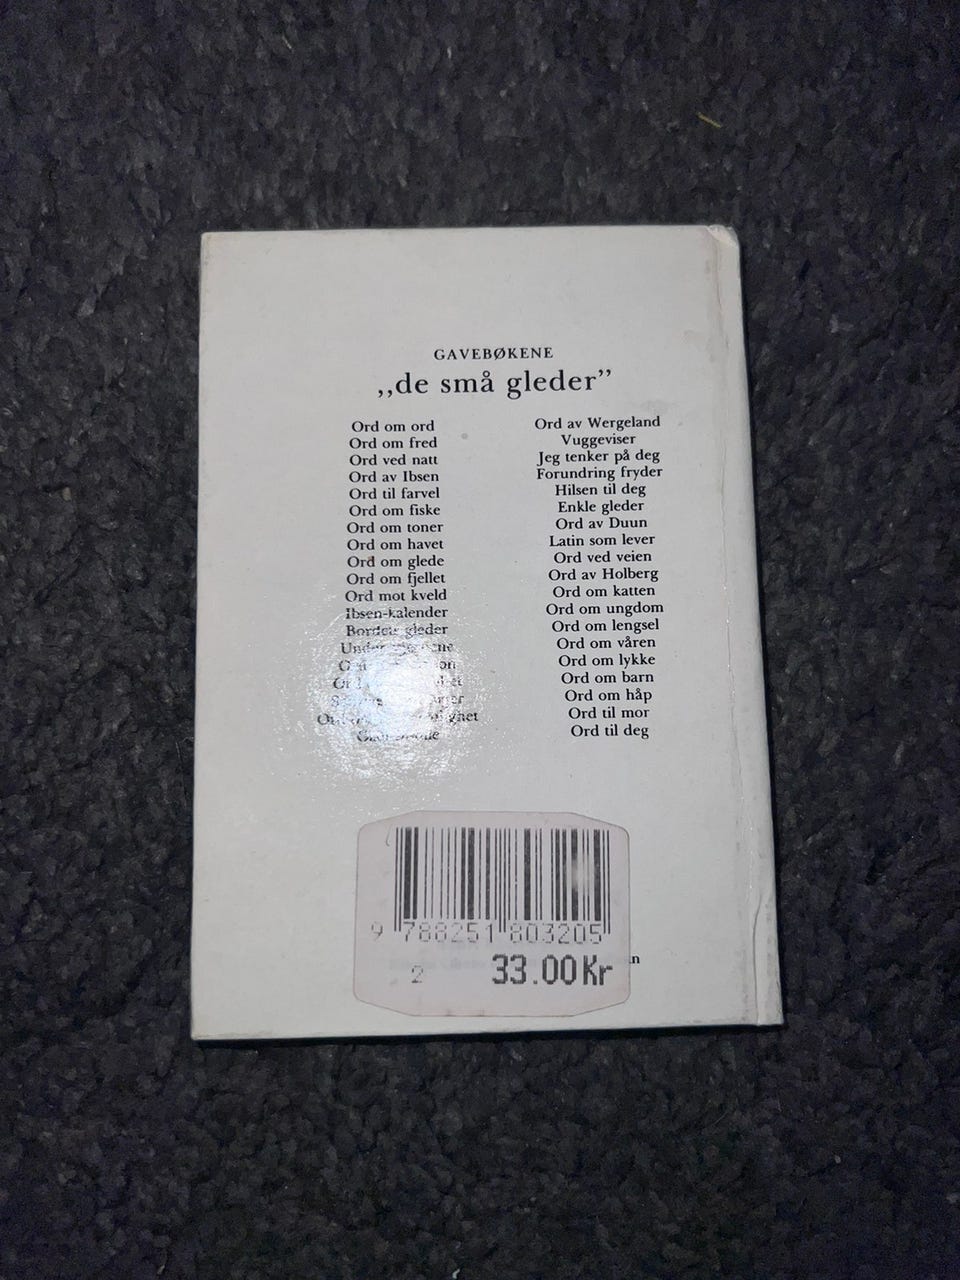 GAVEBØKENE
,,de små gleder”
Ord om ord
Ord om fred
Ord ved natt
Ord av Ibsen
Ord til farvel
Ord om fiske
Ord om toner
Ord om havet
Ord om glede
Ord om fjellet
Ord mot kveld
Ibsen-kalender
Bordets gleder
Ord av Wergeland
Vuggeviser
Jeg tenker på deg
Forundring fryder
Hilsen til deg
Enkle gleder
Ord av Duun
Latin som lever
Ord ved veien
Ord av Holberg
Ord om katten
Ord om ungdom
Ord om lengsel
Ord om våren
Ord om lykke
Ord om barn
Ord om håp
Ord til mor
Ord til deg
9 788251 803205
2 33.00Kr